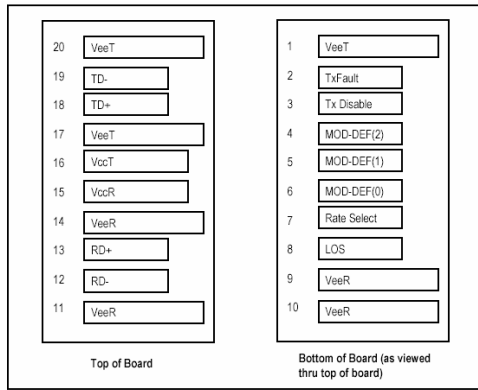 20 VeeT
19 TD-
18 TD+
17 VeeT
16 VccT
15 VccR
14 VeeR
13 RD+
12 RD-
11 VeeR
Top of Board
1 VeeT
2 TxFault
3 Tx Disable
4 MOD-DEF(2)
5 MOD-DEF(1)
6 MOD-DEF(0)
7 Rate Select
8 LOS
9 VeeR
10 VeeR
Bottom of Board (as viewed
thru top of board)